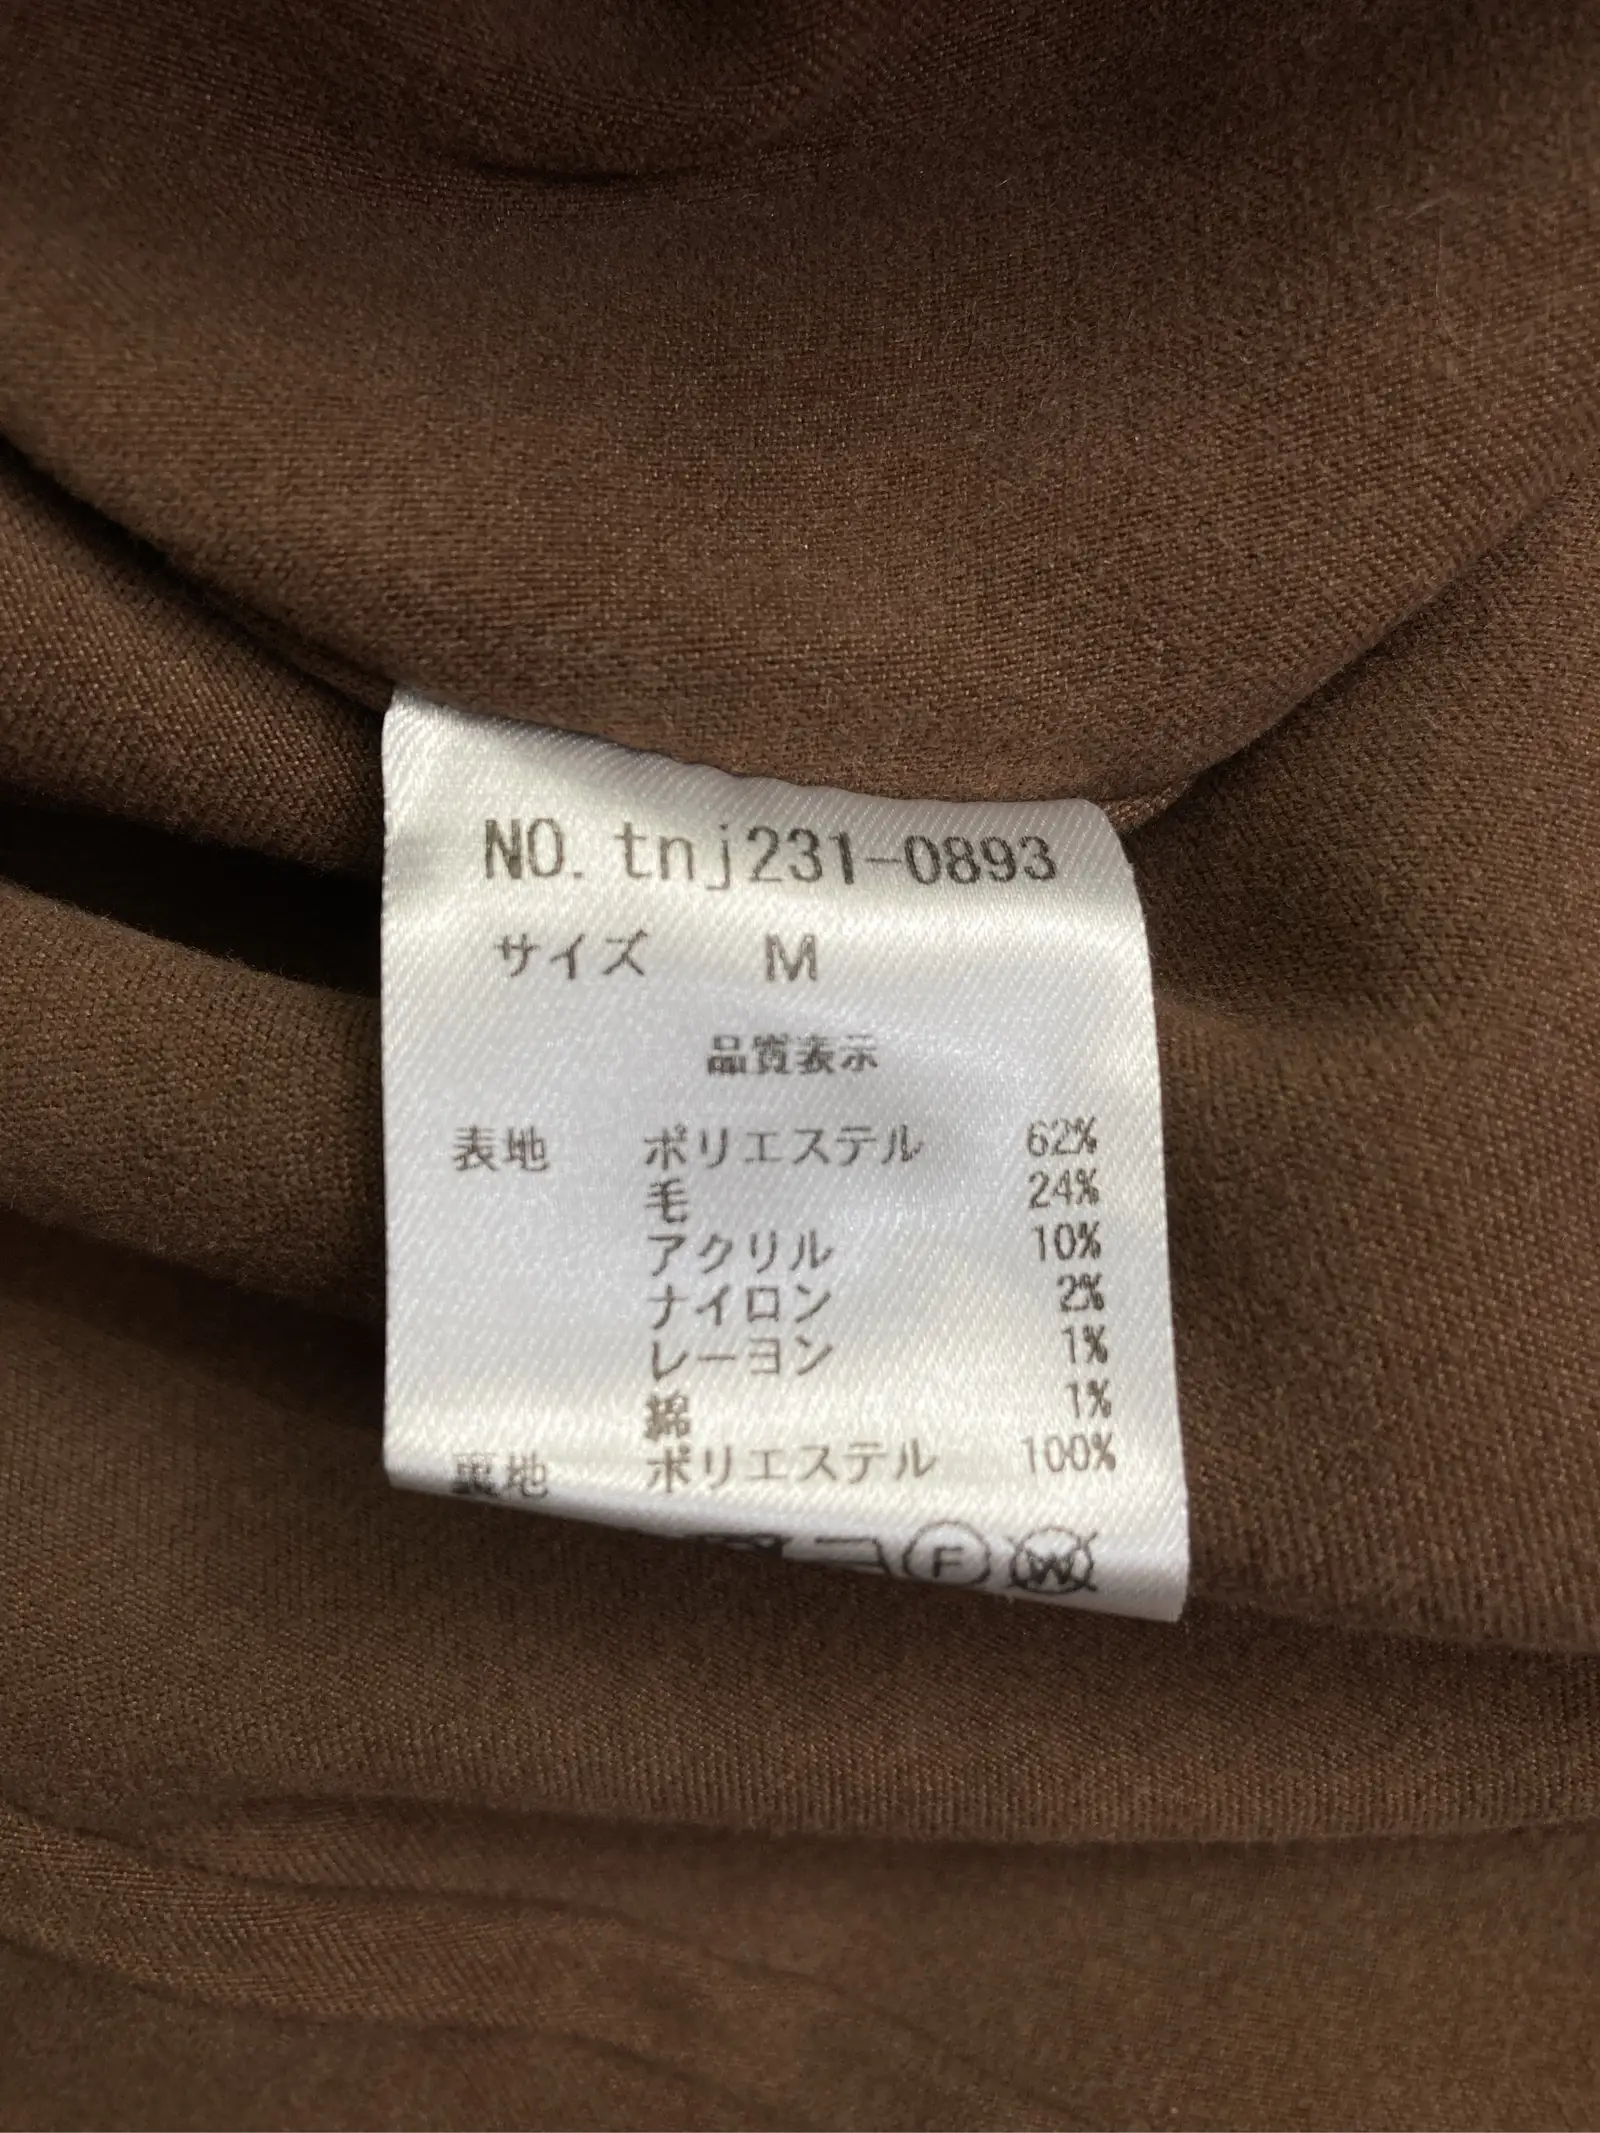 NO. tnj231-0893
サイズ M
品質表示
表地 ポリエステル 62%
毛 24%
アクリル 10%
ナイロン 2%
レーヨン 1%
綿 1%
裏地 ポリエステル 100%
F W